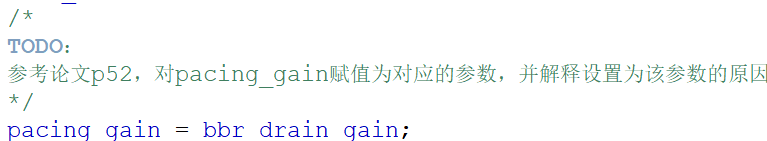 /*
TODO：
参考论文p52，对pacing_gain赋值为对应的参数，并解释设置为该参数的原因
*/
pacing_gain = bbr_drain_gain;